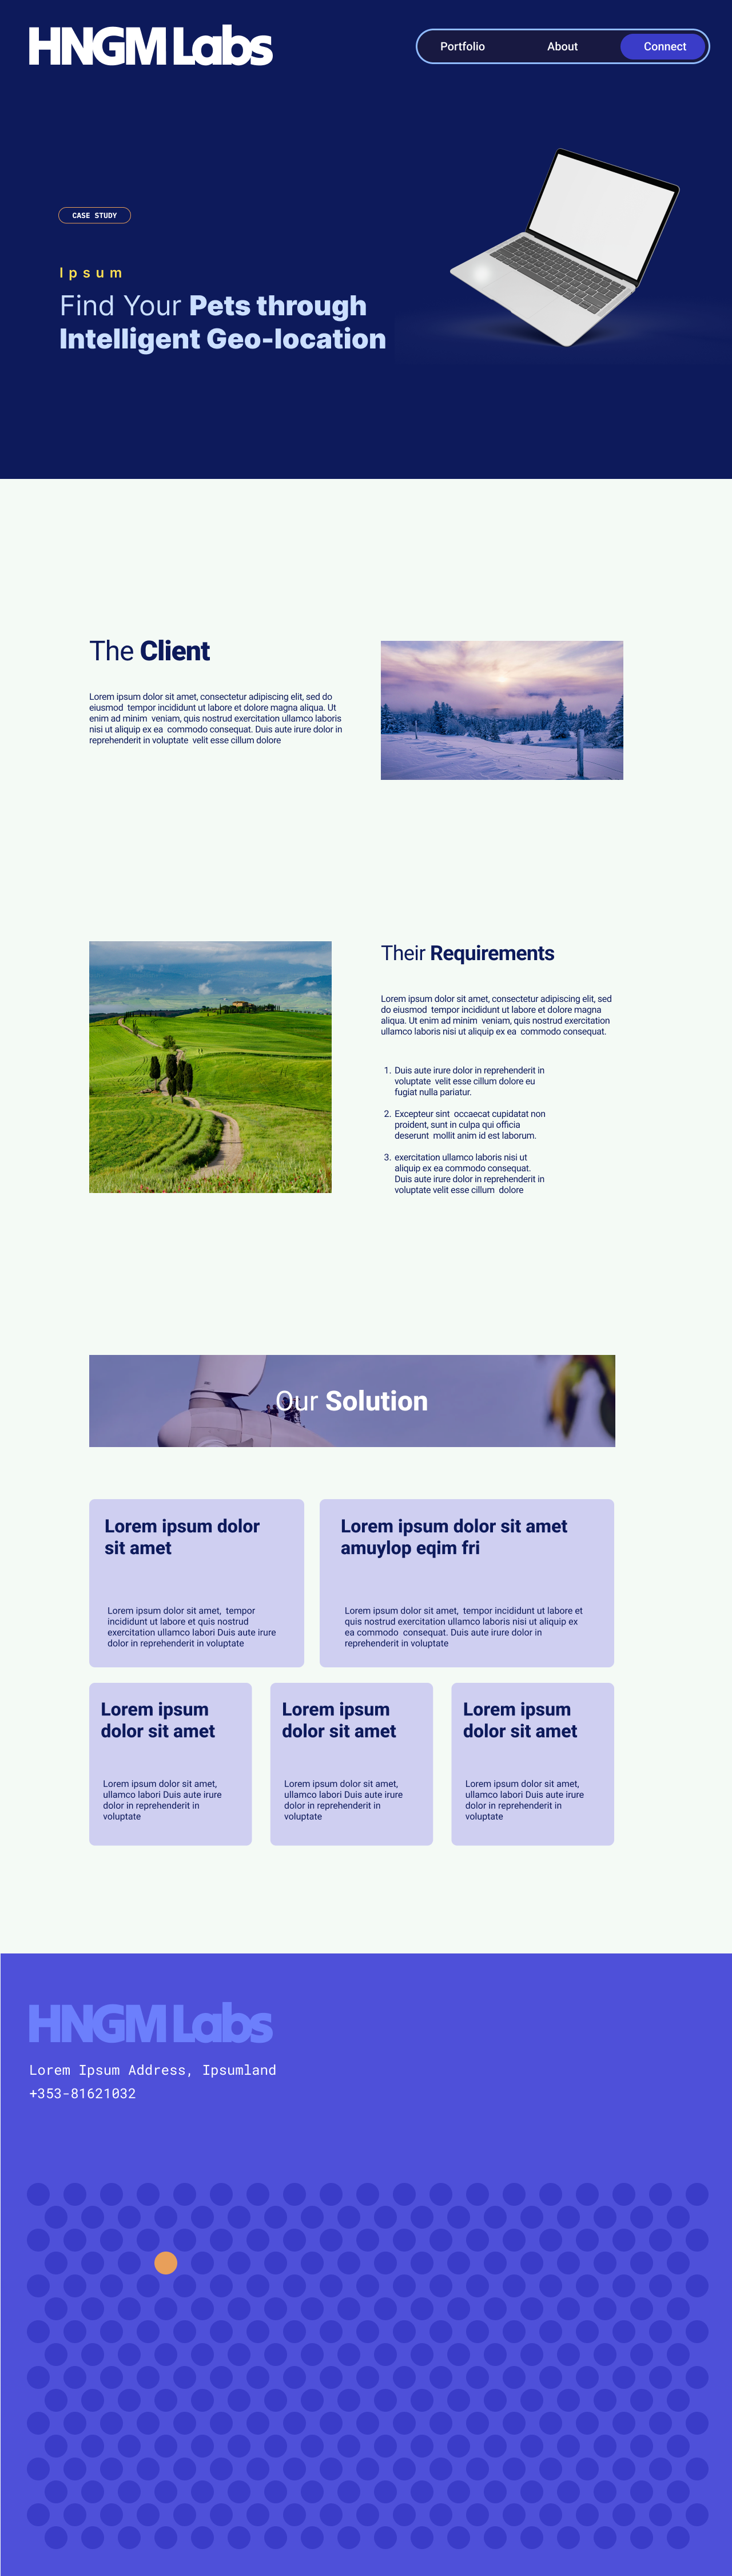 HNGM Labs
Portfolio
About
Connect
CASE STUDY
Ipsum
Find Your Pets through
Intelligent Geo-location
The Client
Lorem ipsum dolor sit amet, consectetur adipiscing elit, sed do
eiusmod tempor incididunt ut labore et dolore magna aliqua. Ut
enim ad minim veniam, quis nostrud exercitation ullamco laboris
nisi ut aliquip ex ea commodo consequat. Duis aute irure dolor in
reprehenderit in voluptate velit esse cillum dolore
Their Requirements
Lorem ipsum dolor sit amet, consectetur adipiscing elit, sed
do eiusmod tempor incididunt ut labore et dolore magna
aliqua. Ut enim ad minim veniam, quis nostrud exercitation
ullamco laboris nisi ut aliquip ex ea commodo consequat.
1. Duis aute irure dolor in reprehenderit in
voluptate velit esse cillum dolore eu
fugiat nulla pariatur.
2. Excepteur sint occaecat cupidatat non
proident, sunt in culpa qui officia
deserunt mollit anim id est laborum.
3. exercitation ullamco laboris nisi ut
aliquip ex ea commodo consequat.
Duis aute irure dolor in reprehenderit in
voluptate velit esse cillum dolore
Our Solution
Lorem ipsum dolor
sit amet
Lorem ipsum dolor sit amet, tempor
incididunt ut labore et quis nostrud
exercitation ullamco labori Duis aute irure
dolor in reprehenderit in voluptate
Lorem ipsum dolor sit amet
amuylop eqim fri
Lorem ipsum dolor sit amet, tempor incididunt ut labore et
quis nostrud exercitation ullamco laboris nisi ut aliquip ex
ea commodo consequat. Duis aute irure dolor in
reprehenderit in voluptate
Lorem ipsum
dolor sit amet
Lorem ipsum dolor sit amet,
ullamco labori Duis aute irure
dolor in reprehenderit in
voluptate
Lorem ipsum
dolor sit amet
Lorem ipsum dolor sit amet,
ullamco labori Duis aute irure
dolor in reprehenderit in
voluptate
Lorem ipsum
dolor sit amet
Lorem ipsum dolor sit amet,
ullamco labori Duis aute irure
dolor in reprehenderit in
voluptate
HNGM Labs
Lorem Ipsum Address, Ipsumland
+353-81621032